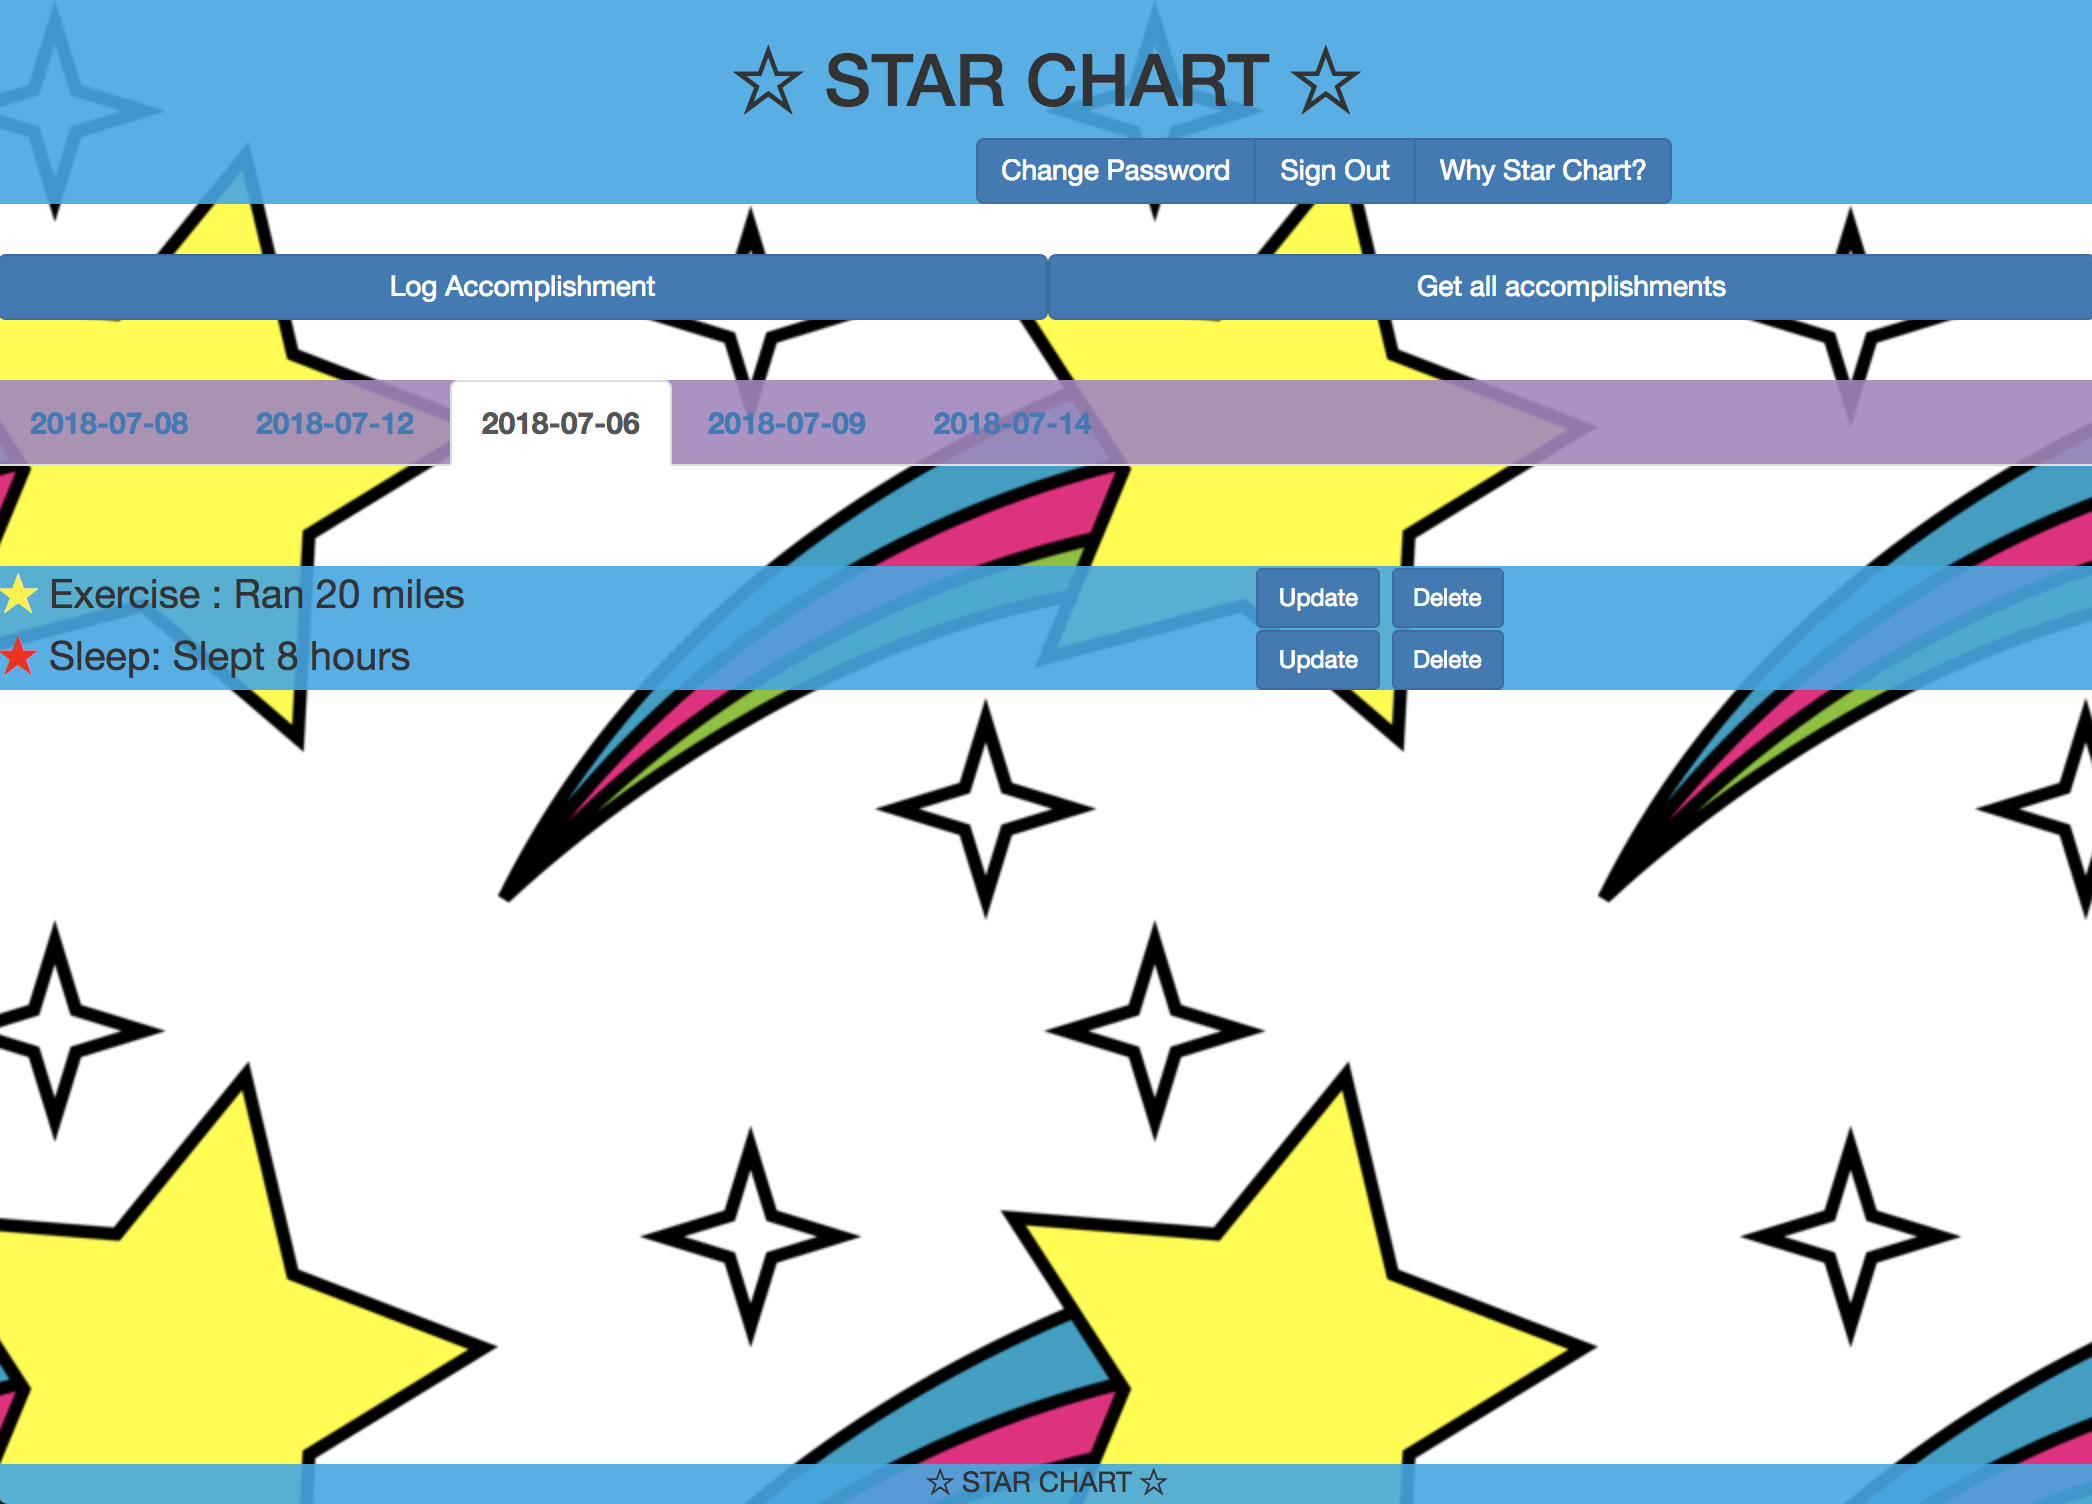 ☆ STAR CHART ☆
Change Password Sign Out Why Star Chart?
Log Accomplishment Get all accomplishments
2018-07-08 2018-07-12 2018-07-06 2018-07-09 2018-07-14
Exercise : Ran 20 miles Update Delete
Sleep: Slept 8 hours Update Delete
☆ STAR CHART ☆